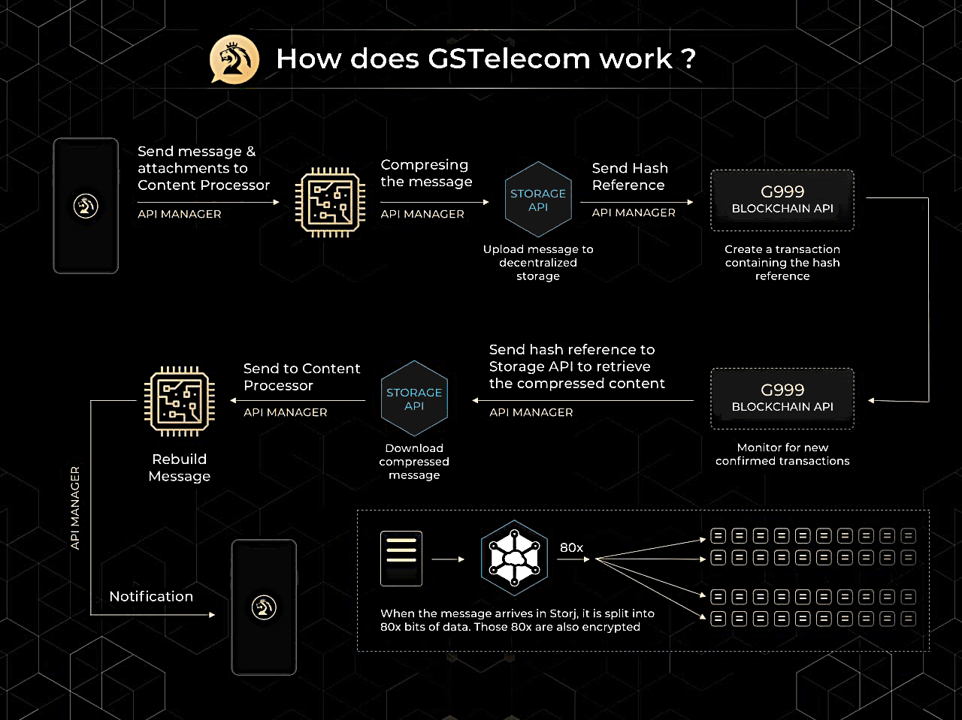 How does GSTelecom work ?
Send message &
attachments to
Content Processor
API MANAGER
Compresing
the message
API MANAGER
STORAGE
API
Upload message to
decentralized
storage
Send Hash
Reference
API MANAGER
G999
BLOCKCHAIN API
Create a transaction
containing the hash
reference
G999
BLOCKCHAIN API
Monitor for new
confirmed transactions
Send hash reference to
Storage API to retrieve
the compressed content
API MANAGER
STORAGE
API
Download
compressed
message
Send to Content
Processor
API MANAGER
Rebuild
Message
API MANAGER
Notification
80x
When the message arrives in Storj, it is split into
80x bits of data. Those 80x are also encrypted